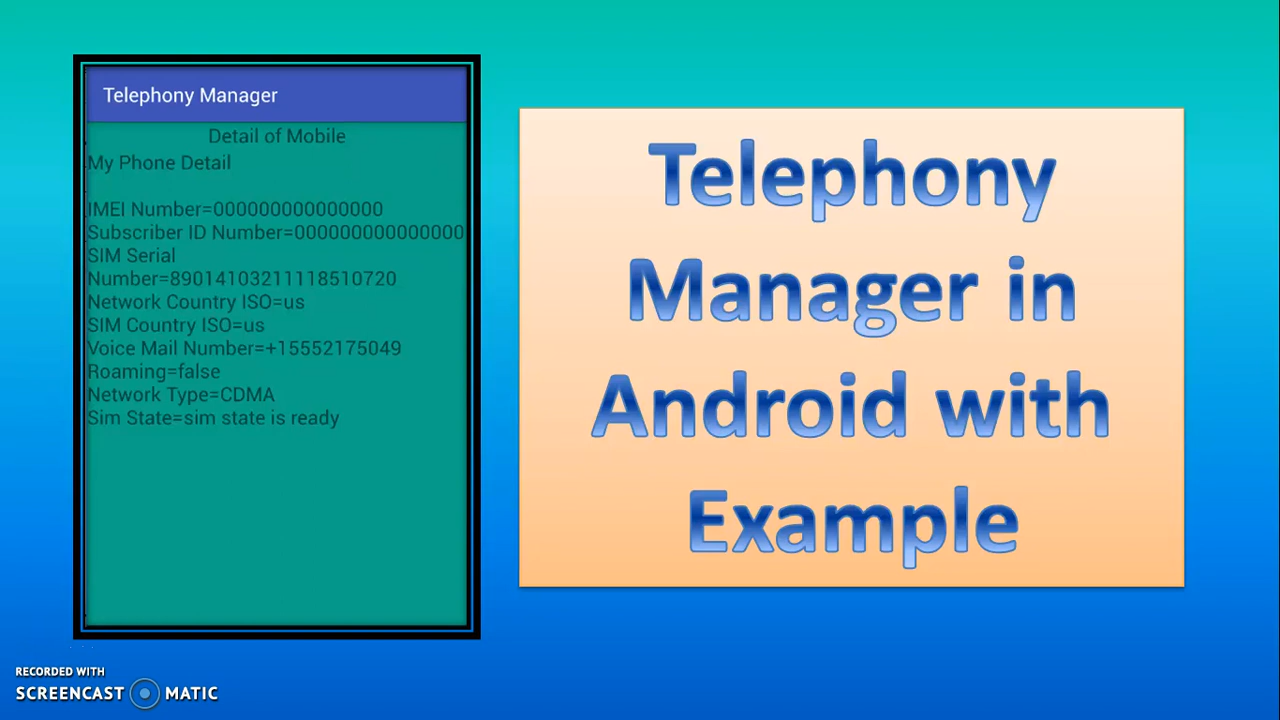 Telephony Manager
Detail of Mobile
My Phone Detail
IMEI Number=000000000000000
Subscriber ID Number=000000000000000
SIM Serial
Number=89014103211118510720
Network Country ISO=us
SIM Country ISO=us
Voice Mail Number=+15552175049
Roaming=false
Network Type=CDMA
Sim State=sim state is ready
Telephony
Manager in
Android with
Example
RECORDED WITH
SCREENCAST MATIC